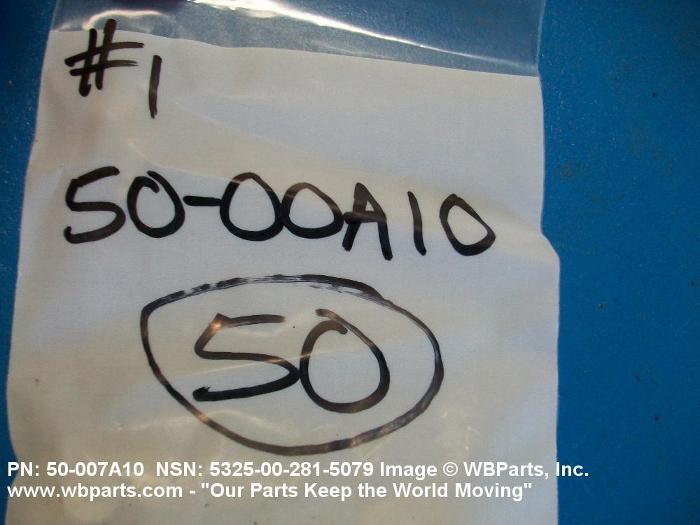 #1
50-00A10
50
PN: 50-007A10 NSN: 5325-00-281-5079 Image © WBParts, Inc.
www.wbparts.com - "Our Parts Keep the World Moving"